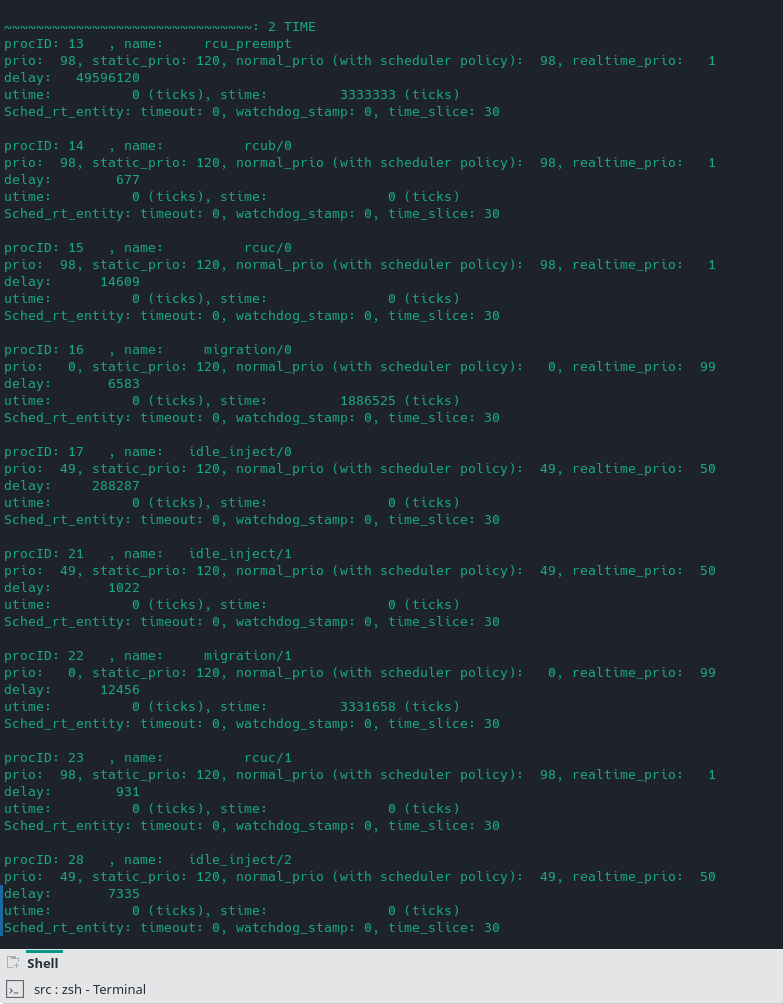 ~~~~~~~~~~~~~~~~~~~~~~~~~~~~~~~: 2 TIME
procID: 13   , name:     rcu_preempt
prio:  98, static_prio: 120, normal_prio (with scheduler policy):  98, realtime_prio:   1
delay:   49596120
utime:          0 (ticks), stime:         3333333 (ticks)
Sched_rt_entity: timeout: 0, watchdog_stamp: 0, time_slice: 30

procID: 14   , name:          rcub/0
prio:  98, static_prio: 120, normal_prio (with scheduler policy):  98, realtime_prio:   1
delay:        677
utime:          0 (ticks), stime:               0 (ticks)
Sched_rt_entity: timeout: 0, watchdog_stamp: 0, time_slice: 30

procID: 15   , name:          rcuc/0
prio:  98, static_prio: 120, normal_prio (with scheduler policy):  98, realtime_prio:   1
delay:      14609
utime:          0 (ticks), stime:               0 (ticks)
Sched_rt_entity: timeout: 0, watchdog_stamp: 0, time_slice: 30

procID: 16   , name:     migration/0
prio:   0, static_prio: 120, normal_prio (with scheduler policy):   0, realtime_prio:  99
delay:       6583
utime:          0 (ticks), stime:         1886525 (ticks)
Sched_rt_entity: timeout: 0, watchdog_stamp: 0, time_slice: 30

procID: 17   , name:   idle_inject/0
prio:  49, static_prio: 120, normal_prio (with scheduler policy):  49, realtime_prio:  50
delay:     288287
utime:          0 (ticks), stime:               0 (ticks)
Sched_rt_entity: timeout: 0, watchdog_stamp: 0, time_slice: 30

procID: 21   , name:   idle_inject/1
prio:  49, static_prio: 120, normal_prio (with scheduler policy):  49, realtime_prio:  50
delay:       1022
utime:          0 (ticks), stime:               0 (ticks)
Sched_rt_entity: timeout: 0, watchdog_stamp: 0, time_slice: 30

procID: 22   , name:     migration/1
prio:   0, static_prio: 120, normal_prio (with scheduler policy):   0, realtime_prio:  99
delay:      12456
utime:          0 (ticks), stime:         3331658 (ticks)
Sched_rt_entity: timeout: 0, watchdog_stamp: 0, time_slice: 30

procID: 23   , name:          rcuc/1
prio:  98, static_prio: 120, normal_prio (with scheduler policy):  98, realtime_prio:   1
delay:        931
utime:          0 (ticks), stime:               0 (ticks)
Sched_rt_entity: timeout: 0, watchdog_stamp: 0, time_slice: 30

procID: 28   , name:   idle_inject/2
prio:  49, static_prio: 120, normal_prio (with scheduler policy):  49, realtime_prio:  50
delay:       7335
utime:          0 (ticks), stime:               0 (ticks)
Sched_rt_entity: timeout: 0, watchdog_stamp: 0, time_slice: 30
Shell
src : zsh - Terminal